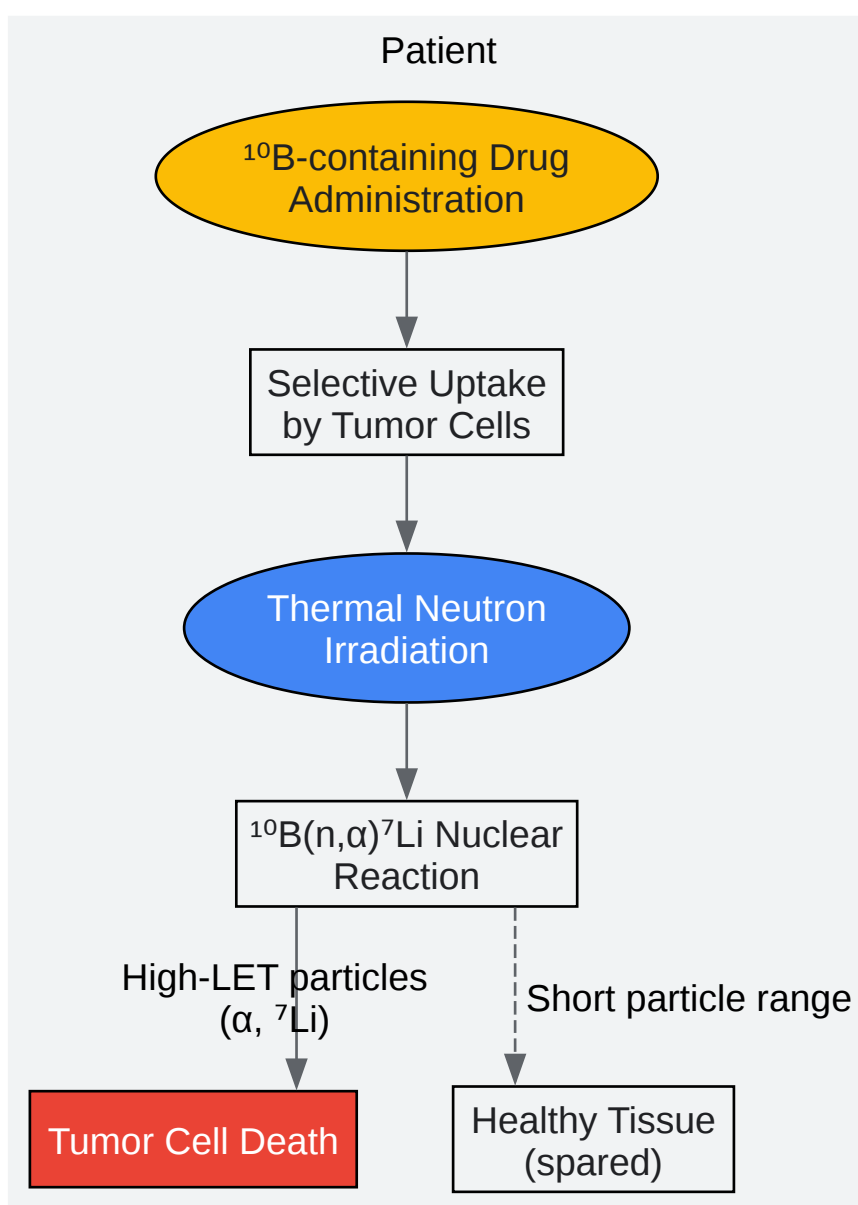 Patient
¹⁰B-containing Drug
Administration
Selective Uptake
by Tumor Cells
Thermal Neutron
Irradiation
¹⁰B(n,α)⁷Li Nuclear
Reaction
High-LET particles
(α, ⁷Li)
Short particle range
Tumor Cell Death
Healthy Tissue
(spared)